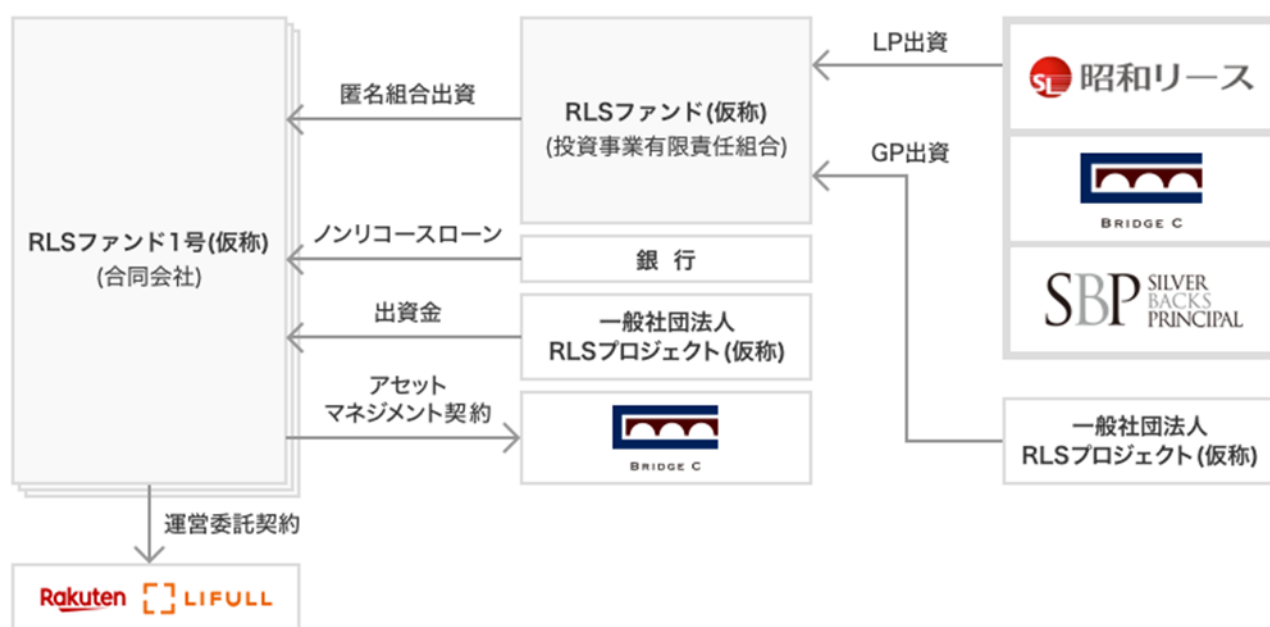 LP出資
SL 昭和リース
匿名組合出資
RLSファンド(仮称)
(投資事業有限責任組合)
GP出資
BRIDGE C
RLSファンド1号(仮称)
(合同会社)
ノンリコースローン
銀 行
SBP SILVER
BACKS
PRINCIPAL
出資金
一般社団法人
RLSプロジェクト(仮称)
アセット
マネジメント契約
BRIDGE C
一般社団法人
RLSプロジェクト(仮称)
運営委託契約
Rakuten LIFULL